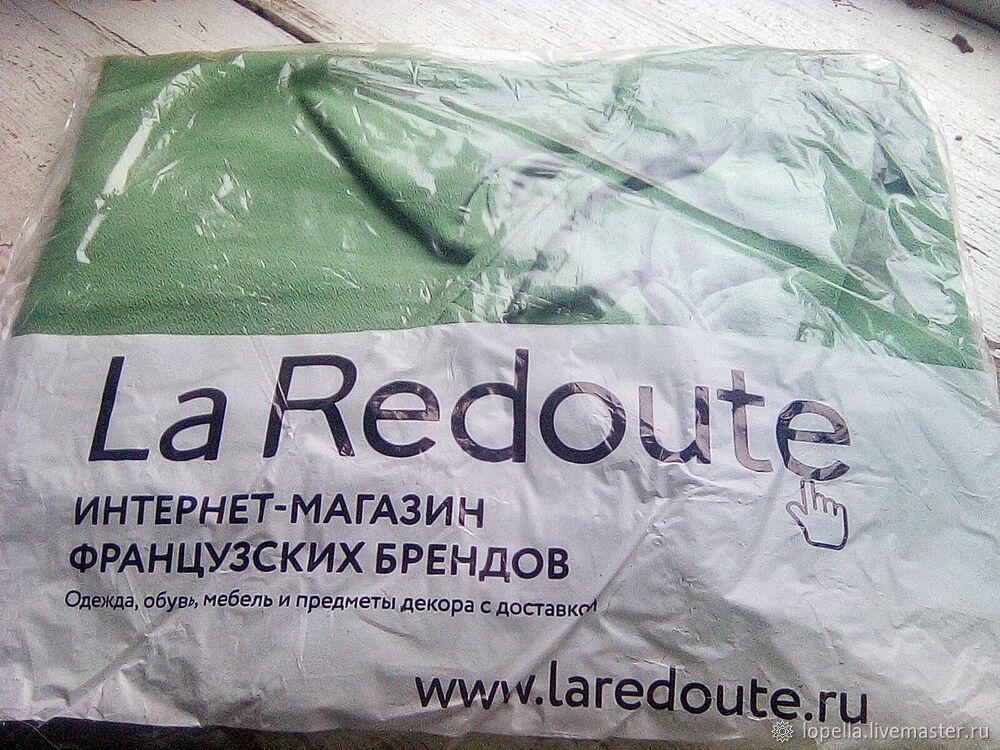 La Redoute
ИНТЕРНЕТ-МАГАЗИН
ФРАНЦУЗСКИХ БРЕНДОВ
Одежда, обувь, мебель и предметы декора с доставкой
www.laredoute.ru
lopella.livemaster.ru